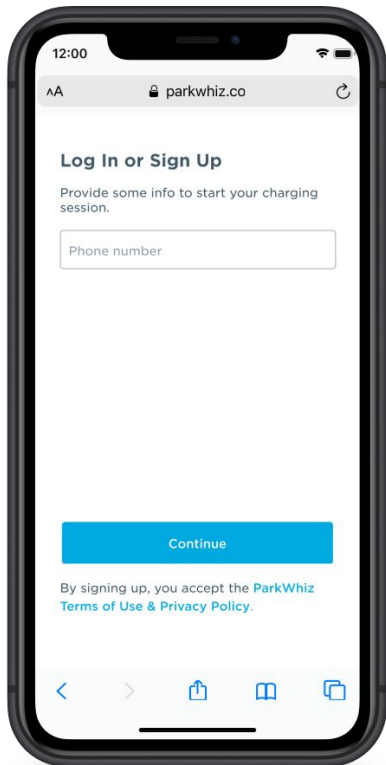 12:00
AA
parkwhiz.co
Log In or Sign Up
Provide some info to start your charging
session.
Phone number
Continue
By signing up, you accept the ParkWhiz
Terms of Use & Privacy Policy.